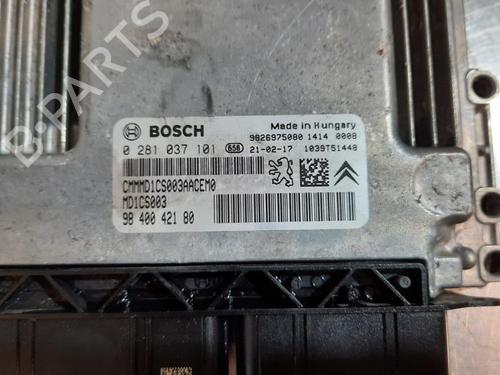 B-PARTS
BOSCH
Made in Hungary
9826975080 1414 0008
0 281 037 101 658 21-02-17 1039T51448
CMMMD1CS003AACEM0
MD1CS003
98 400 421 80